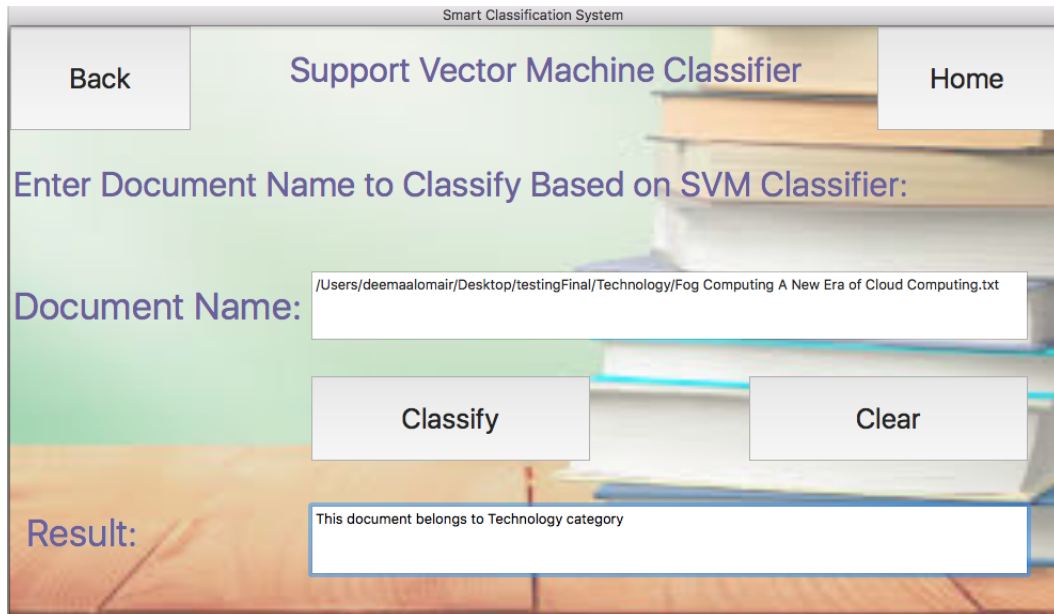 Smart Classification System
Back
Support Vector Machine Classifier
Home
Enter Document Name to Classify Based on SVM Classifier:
Document Name:
/Users/deemaalomair/Desktop/testingFinal/Technology/Fog Computing A New Era of Cloud Computing.txt
Classify
Clear
Result:
This document belongs to Technology category